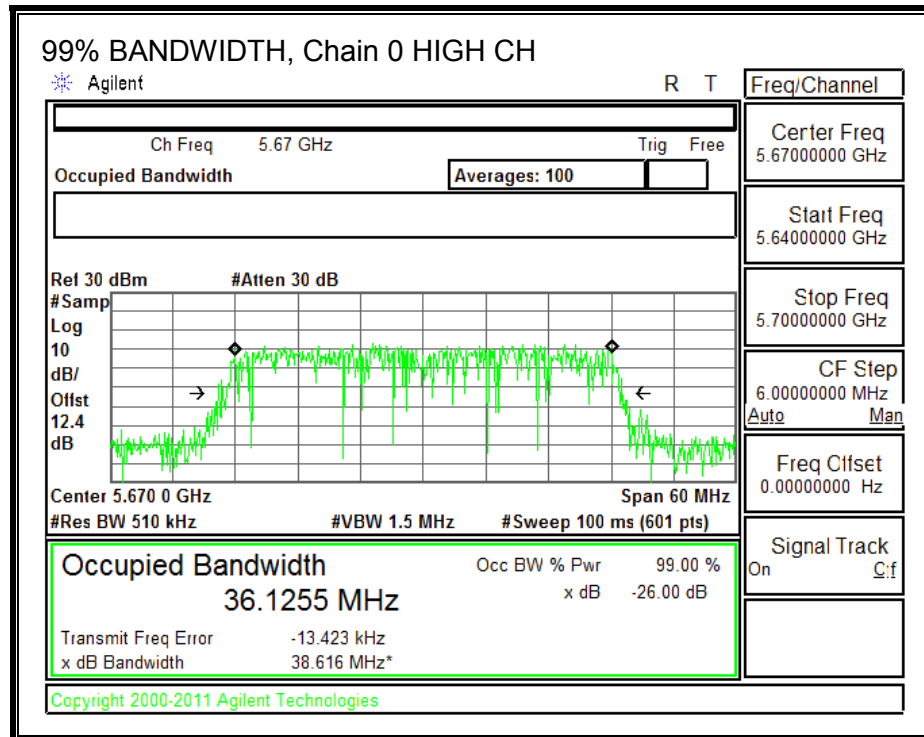 99% BANDWIDTH, Chain 0 HIGH CH
Agilent R T
Freq/Channel
Ch Freq 5.67 GHz Trig Free
Occupied Bandwidth Averages: 100
Center Freq
5.67000000 GHz
Start Freq
5.64000000 GHz
Stop Freq
5.70000000 GHz
CF Step
6.00000000 MHz
Auto Man
Freq Offset
0.00000000 Hz
Signal Track
On Off
Ref 30 dBm #Atten 30 dB
#Samp
Log
10
dB/
Offst
12.4
dB
Center 5.670 0 GHz Span 60 MHz
#Res BW 510 kHz #VBW 1.5 MHz #Sweep 100 ms (601 pts)
Occupied Bandwidth Occ BW % Pwr 99.00 %
36.1255 MHz x dB -26.00 dB
Transmit Freq Error -13.423 kHz
x dB Bandwidth 38.616 MHz*
Copyright 2000-2011 Agilent Technologies